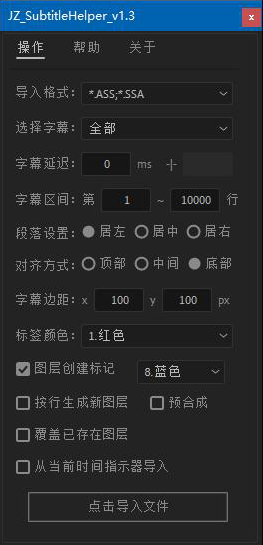 JZ_SubtitleHelper_v1.3
x
操作 帮助 关于
导入格式: *.ASS;*.SSA
选择字幕: 全部
字幕延迟: 0 ms -|-
字幕区间: 第 1 ~ 10000 行
段落设置: 居左 居中 居右
对齐方式: 顶部 中间 底部
字幕边距: x 100 y 100 px
标签颜色: 1.红色
图层创建标记 8.蓝色
按行生成新图层 预合成
覆盖已存在图层
从当前时间指示器导入
点击导入文件